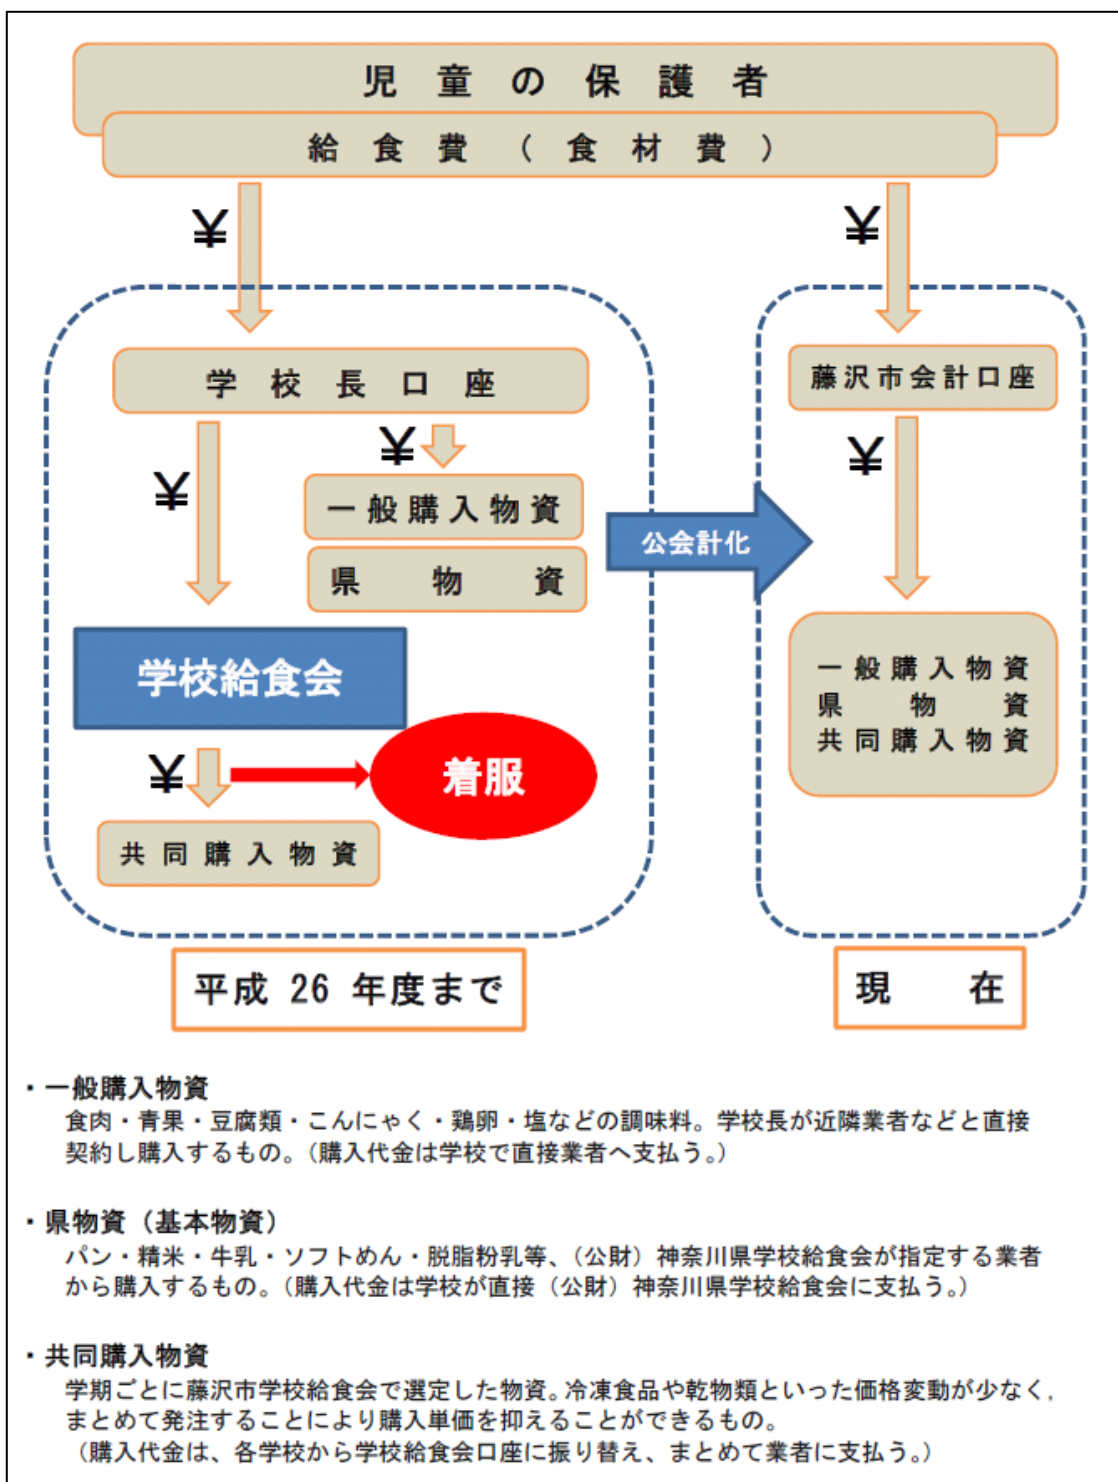 児童の保護者
給食費（食材費）
¥
¥
学校長口座
藤沢市会計口座
¥
¥
¥
一般購入物資
県物資
公会計化
学校給食会
一般購入物資
県物資
共同購入物資
¥
着服
共同購入物資
平成 26 年度まで
現在
・一般購入物資
食肉・青果・豆腐類・こんにゃく・鶏卵・塩などの調味料。学校長が近隣業者などと直接
契約し購入するもの。（購入代金は学校で直接業者へ支払う。）
・県物資（基本物資）
パン・精米・牛乳・ソフトめん・脱脂粉乳等、（公財）神奈川県学校給食会が指定する業者
から購入するもの。（購入代金は学校が直接（公財）神奈川県学校給食会に支払う。）
・共同購入物資
学期ごとに藤沢市学校給食会で選定した物資。冷凍食品や乾物類といった価格変動が少なく，
まとめて発注することにより購入単価を抑えることができるもの。
（購入代金は、各学校から学校給食会口座に振り替え、まとめて業者に支払う。）